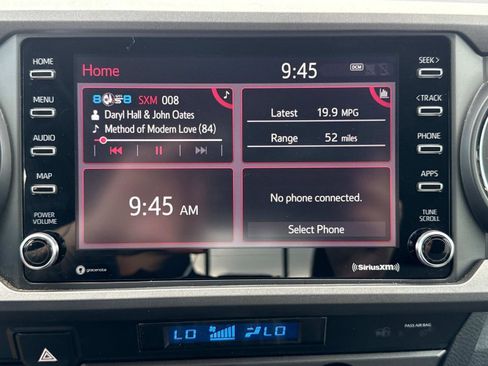 HOME
MENU
AUDIO
MAP
POWER
VOLUME
Home
9:45
DCM
SEEK >
< TRACK
PHONE
APPS
TUNE
SCROLL
SXM 008
Daryl Hall & John Oates
Method of Modern Love (84)
Latest 19.9 MPG
Range 52 miles
9:45 AM
No phone connected.
Select Phone
gracenote
((SiriusXM))
LO LO
PASS AIR BAG